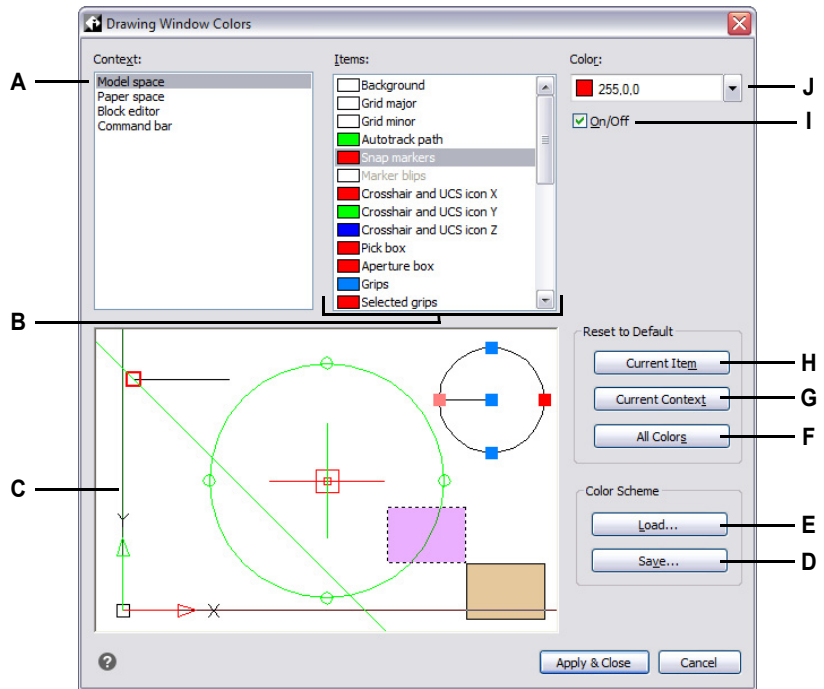 Drawing Window Colors
Context:
Items:
Color:
A
Model space
Paper space
Block editor
Command bar
Background
Grid major
Grid minor
Autotrack path
Snap markers
Marker blips
Crosshair and UCS icon X
Crosshair and UCS icon Y
Crosshair and UCS icon Z
Pick box
Aperture box
Grips
Selected grips
255,0,0
J
On/Off
I
B
Reset to Default
Current Item
H
Current Context
G
All Colors
F
C
Color Scheme
Load...
E
Save...
D
Y
X
?
Apply & Close
Cancel